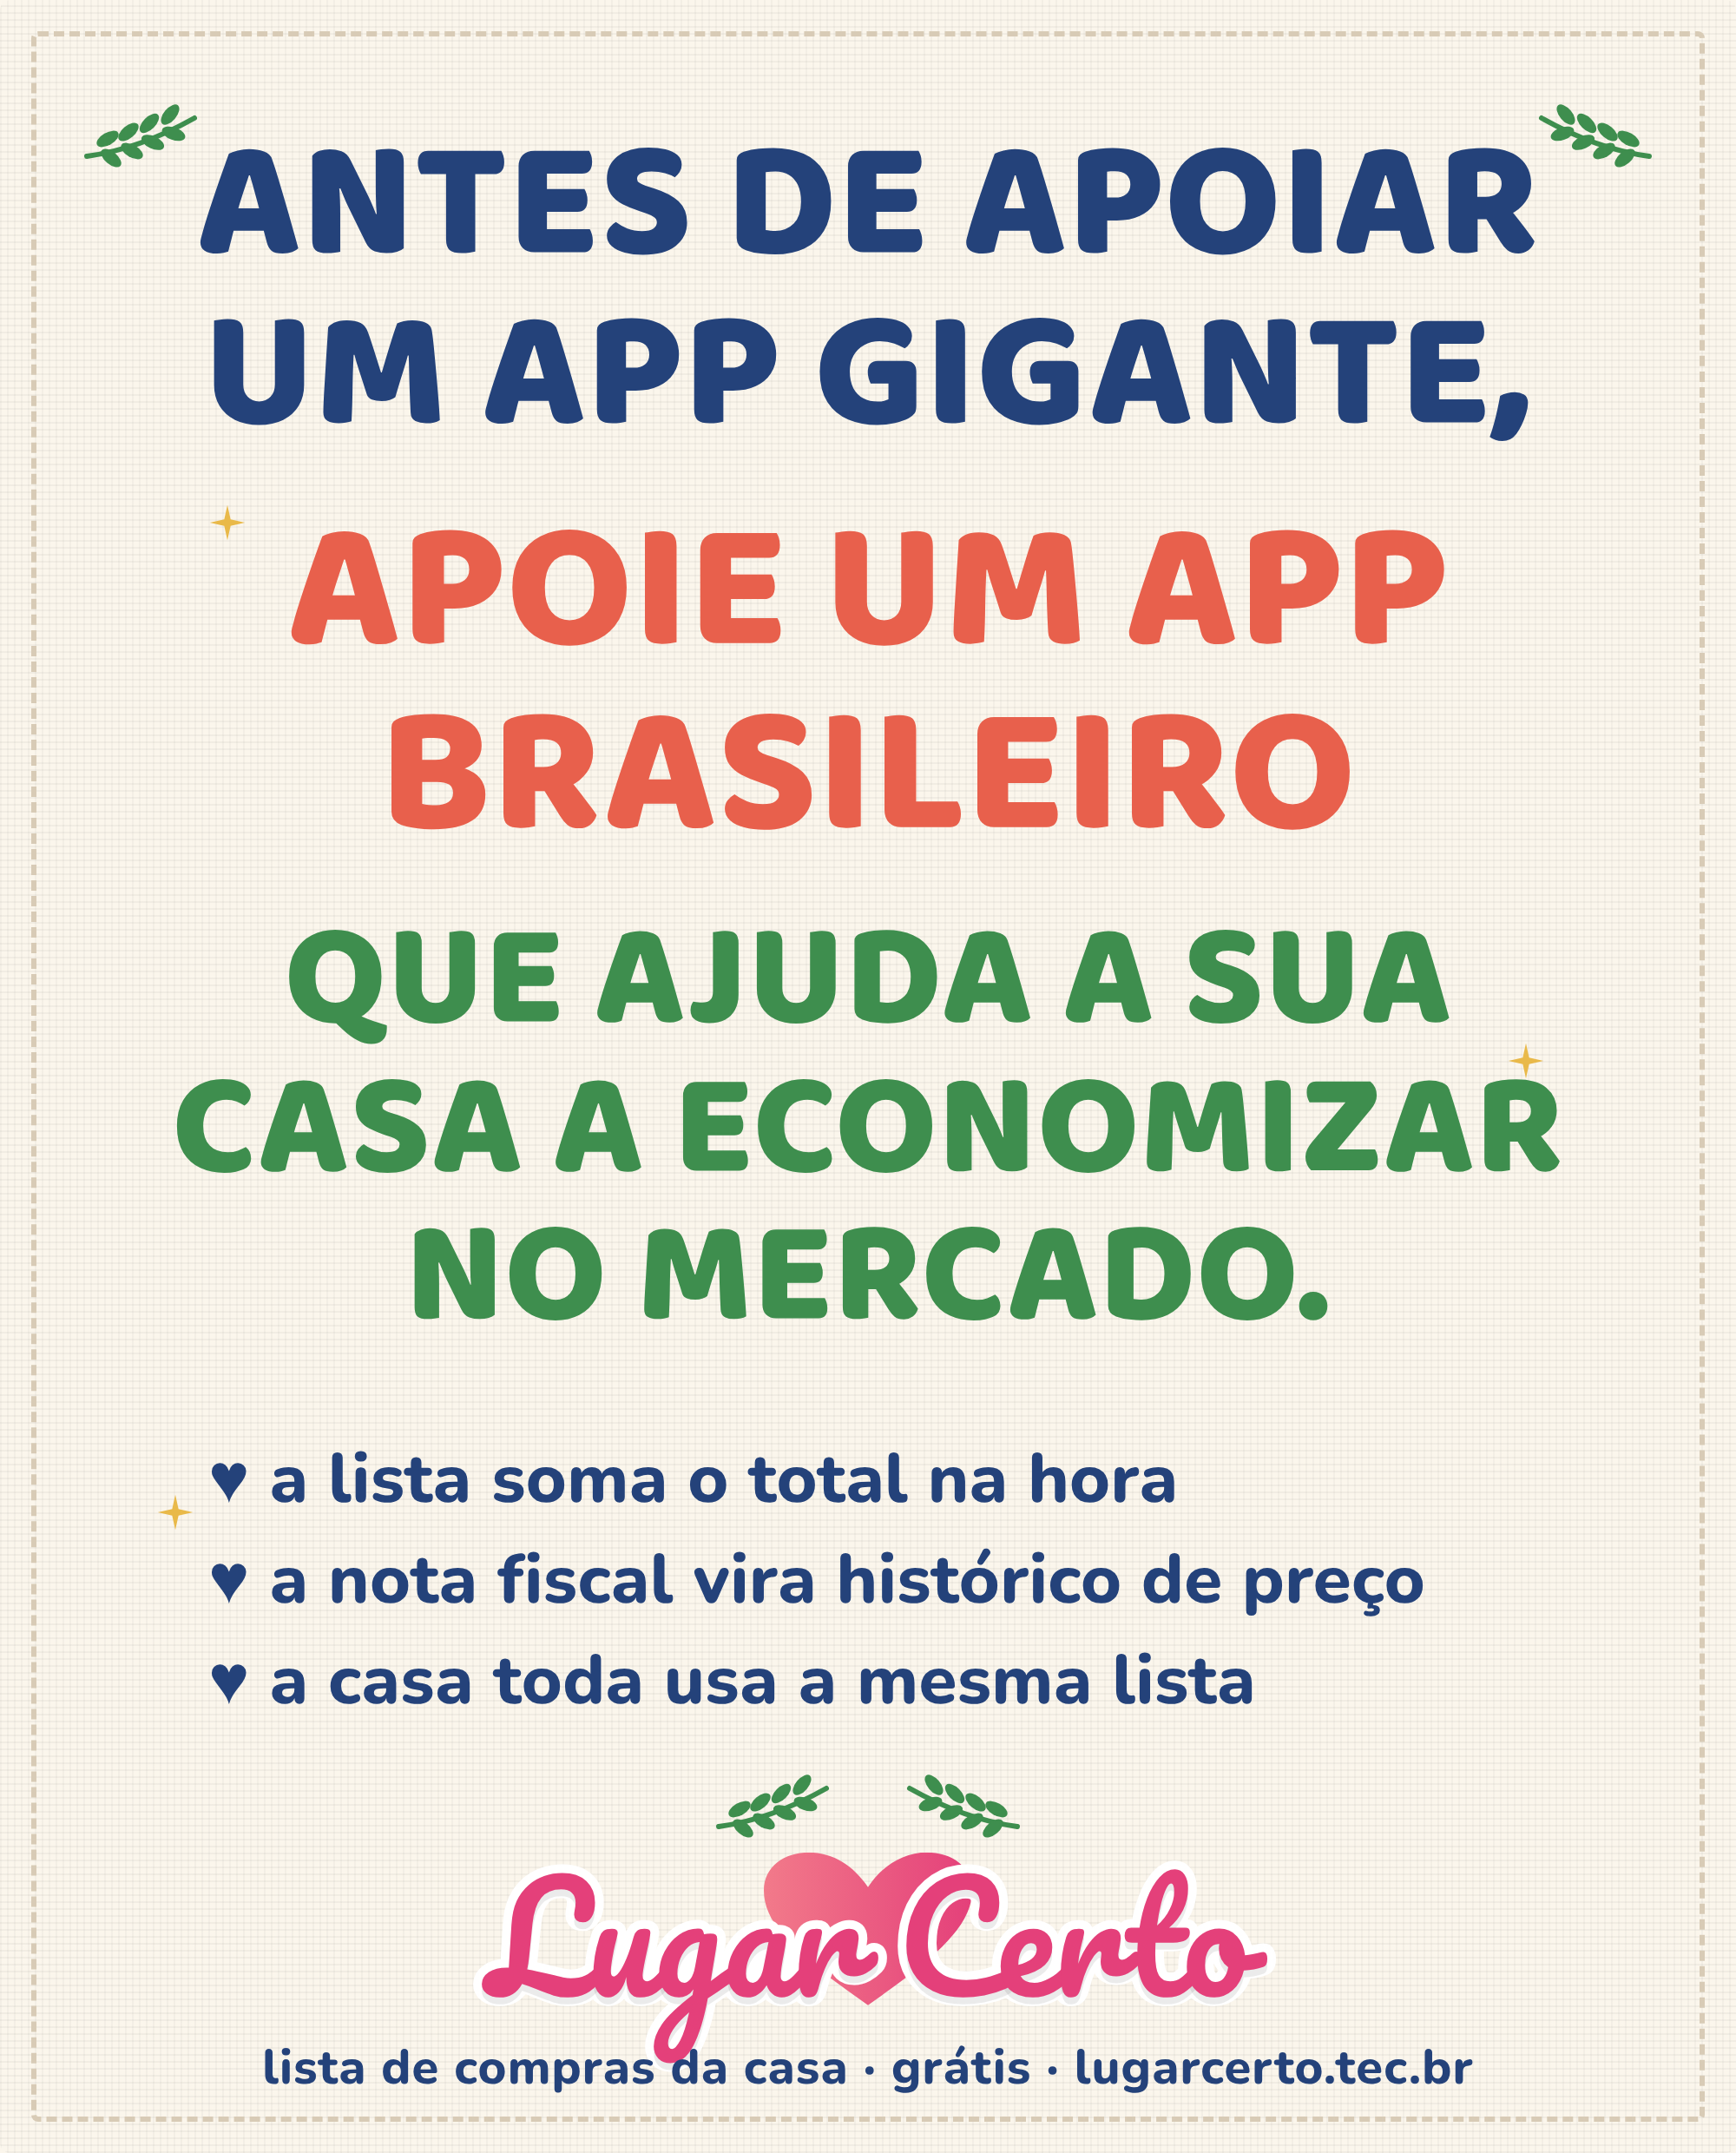 ANTES DE APOIAR
UM APP GIGANTE,
APOIE UM APP
BRASILEIRO
QUE AJUDA A SUA
CASA A ECONOMIZAR
NO MERCADO.
♥ a lista soma o total na hora
♥ a nota fiscal vira histórico de preço
♥ a casa toda usa a mesma lista
Lugar Certo
lista de compras da casa · grátis · lugarcerto.tec.br